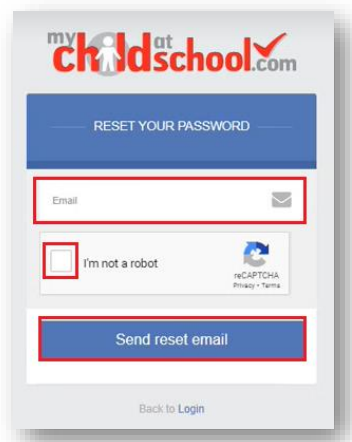 mychildatschool.com
RESET YOUR PASSWORD
Email
I'm not a robot
reCAPTCHA
Privacy - Terms
Send reset email
Back to Login